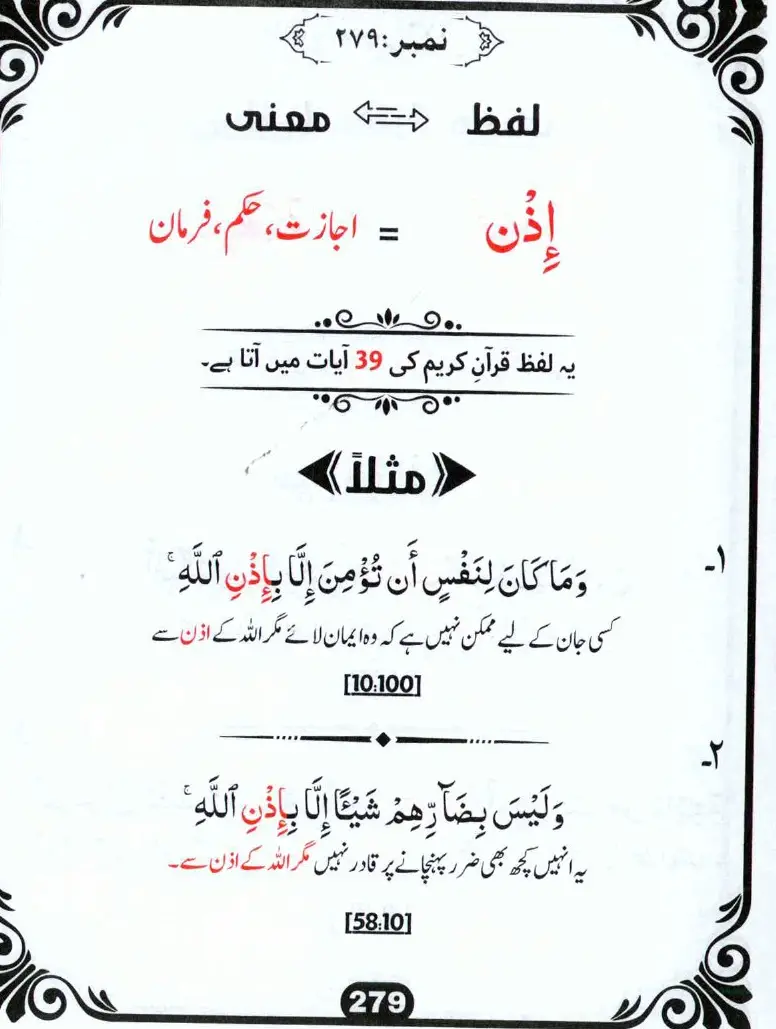 نمبر:۲۷۹
لفظ معنی
إِذْن = اجازت، حکم، فرمان
یہ لفظ قرآنِ کریم کی 39 آیات میں آتا ہے۔
مثلاً
۱۔ وَمَا كَانَ لِنَفْسٍ أَن تُؤْمِنَ إِلَّا بِإِذْنِ ٱللَّهِ ۚ
کسی جان کے لیے ممکن نہیں ہے کہ وہ ایمان لائے مگر اللہ کے اذن سے
[10:100]
۲۔
وَلَيْسَ بِضَآرِّهِمْ شَيْـًٔا إِلَّا بِإِذْنِ ٱللَّهِ ۚ
یہ انہیں کچھ بھی ضرر پہنچانے پر قادر نہیں مگر اللہ کے اذن سے۔
[58:10]
279